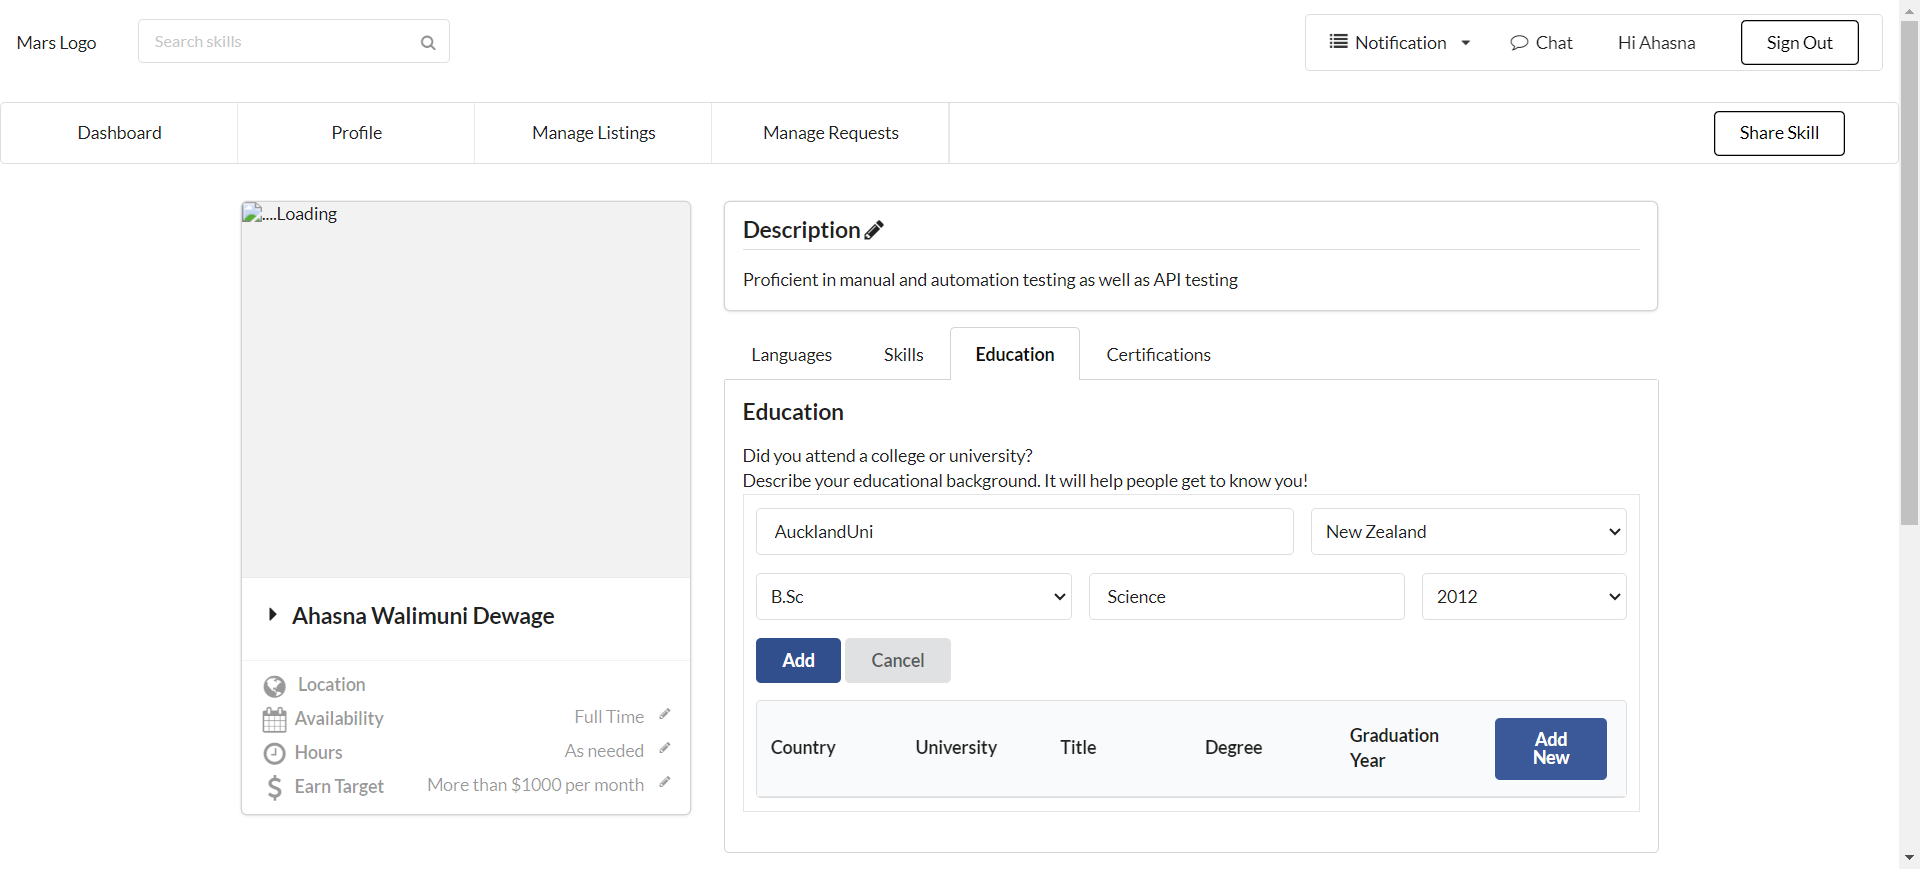 Mars Logo
Search skills
Notification
Chat
Hi Ahasna
Sign Out
Dashboard
Profile
Manage Listings
Manage Requests
Share Skill
....Loading
Ahasna Walimuni Dewage
Location
Availability
Full Time
Hours
As needed
Earn Target
More than $1000 per month
Description
Proficient in manual and automation testing as well as API testing
Languages
Skills
Education
Certifications
Education
Did you attend a college or university?
Describe your educational background. It will help people get to know you!
AucklandUni
New Zealand
B.Sc
Science
2012
Add
Cancel
Country
University
Title
Degree
Graduation
Year
Add
New